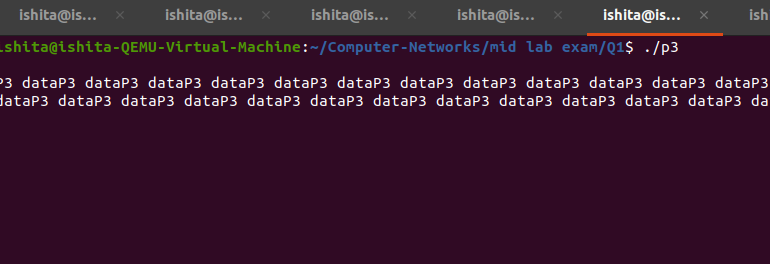 ishita@is... × ishita@is... × ishita@is... × ishita@is... × ishita@is... × ish
ishita@ishita-QEMU-Virtual-Machine:~/Computer-Networks/mid lab exam/Q1$ ./p3
P3 dataP3 dataP3 dataP3 dataP3 dataP3 dataP3 dataP3 dataP3 dataP3 dataP3 dataP3 dataP3
dataP3 dataP3 dataP3 dataP3 dataP3 dataP3 dataP3 dataP3 dataP3 dataP3 dataP3 dataP3 da